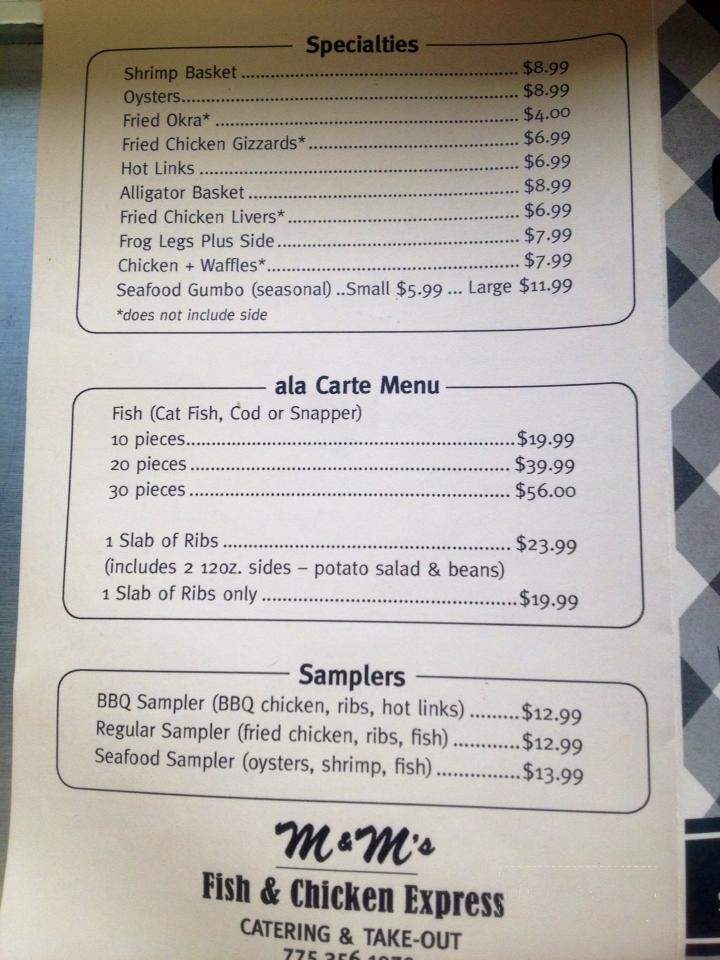 Specialties
Shrimp Basket ........................................................ $8.99
Oysters.................................................................... $8.99
Fried Okra* ............................................................. $4.00
Fried Chicken Gizzards* .......................................... $6.99
Hot Links ................................................................. $6.99
Alligator Basket ....................................................... $8.99
Fried Chicken Livers* .............................................. $6.99
Frog Legs Plus Side ................................................. $7.99
Chicken + Waffles*................................................... $7.99
Seafood Gumbo (seasonal) ..Small $5.99 ... Large $11.99
*does not include side
ala Carte Menu
Fish (Cat Fish, Cod or Snapper)
10 pieces.................................................................$19.99
20 pieces ................................................................ $39.99
30 pieces ................................................................ $56.00
1 Slab of Ribs ......................................................... $23.99
(includes 2 12oz. sides – potato salad & beans)
1 Slab of Ribs only ..................................................$19.99
Samplers
BBQ Sampler (BBQ chicken, ribs, hot links) .........$12.99
Regular Sampler (fried chicken, ribs, fish) ............$12.99
Seafood Sampler (oysters, shrimp, fish)................$13.99
M & M's
Fish & Chicken Express
CATERING & TAKE-OUT
775.356